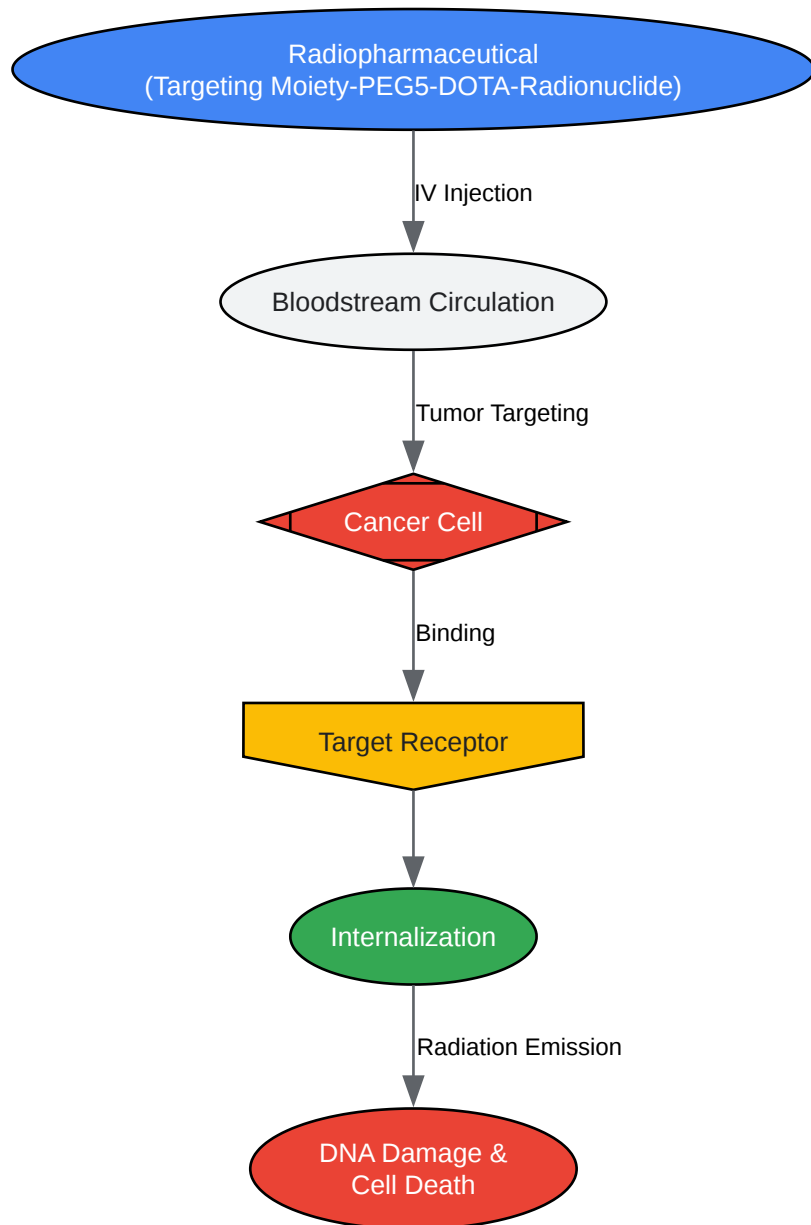 Radiopharmaceutical
(Targeting Moiety-PEG5-DOTA-Radionuclide)
IV Injection
Bloodstream Circulation
Tumor Targeting
Cancer Cell
Binding
Target Receptor
Internalization
Radiation Emission
DNA Damage &
Cell Death